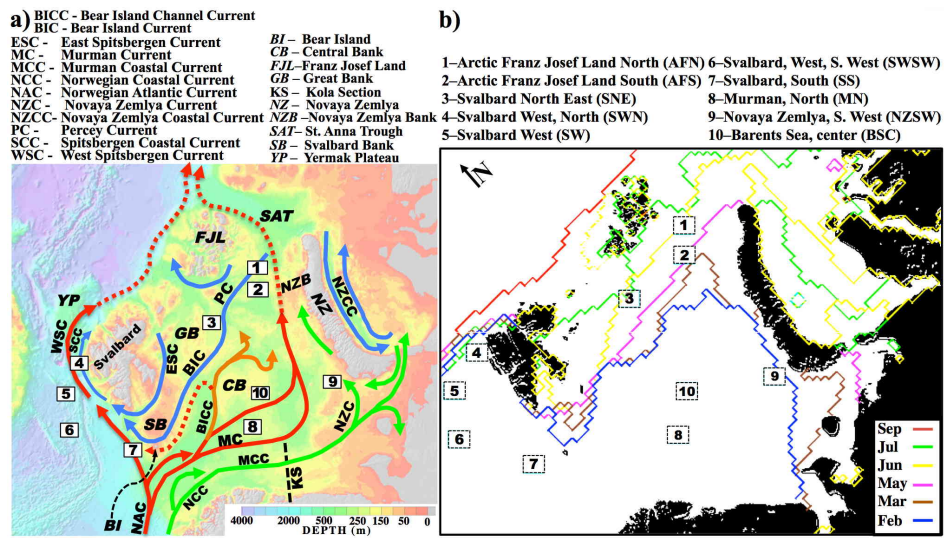 a)
BICC - Bear Island Channel Current
BIC - Bear Island Current
ESC - East Spitsbergen Current
MC - Murman Current
MCC - Murman Coastal Current
NCC - Norwegian Coastal Current
NAC - Norwegian Atlantic Current
NZC - Novaya Zemlya Current
NZCC- Novaya Zemlya Coastal Current
PC - Percey Current
SCC - Spitsbergen Coastal Current
WSC - West Spitsbergen Current
BI – Bear Island
CB – Central Bank
FJL–Franz Josef Land
GB – Great Bank
KS – Kola Section
NZ – Novaya Zemlya
NZB –Novaya Zemlya Bank
SAT– St. Anna Trough
SB – Svalbard Bank
YP – Yermak Plateau
SAT
FJL
1
2
PC
NZB
NZ
NZCC
YP
WSC
SCC
Svalbard
GB
3
ESC
BIC
4
5
6
CB
10
9
BICC
NZC
SB
7
8
MC
MCC
KS
NCC
NAC
BI
4000 2000 500 250 150 50 0
DEPTH (m)
b)
1–Arctic Franz Josef Land North (AFN)
2–Arctic Franz Josef Land South (AFS)
3–Svalbard North East (SNE)
4–Svalbard West, North (SWN)
5–Svalbard West (SW)
6–Svalbard, West, S. West (SWSW)
7–Svalbard, South (SS)
8–Murman, North (MN)
9–Novaya Zemlya, S. West (NZSW)
10–Barents Sea, center (BSC)
N
1
2
3
4
5
6
7
8
9
10
Sep
Jul
Jun
May
Mar
Feb